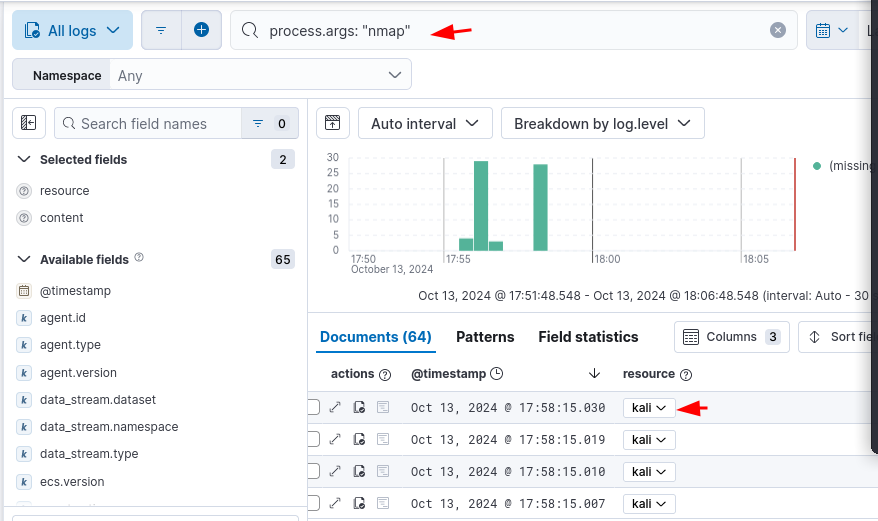 All logs
process.args: "nmap"
L
Namespace Any
Search field names 0
Selected fields 2
resource
content
Available fields 65
@timestamp
agent.id
agent.type
agent.version
data_stream.dataset
data_stream.namespace
data_stream.type
ecs.version
Auto interval
Breakdown by log.level
30
25
20
15
10
5
0
17:50 17:55 18:00 18:05
October 13, 2024
(missing
Oct 13, 2024 @ 17:51:48.548 - Oct 13, 2024 @ 18:06:48.548 (interval: Auto - 30
Documents (64) Patterns Field statistics Columns 3 Sort fie
actions @timestamp resource
Oct 13, 2024 @ 17:58:15.030 kali
Oct 13, 2024 @ 17:58:15.019 kali
Oct 13, 2024 @ 17:58:15.010 kali
Oct 13, 2024 @ 17:58:15.007 kali